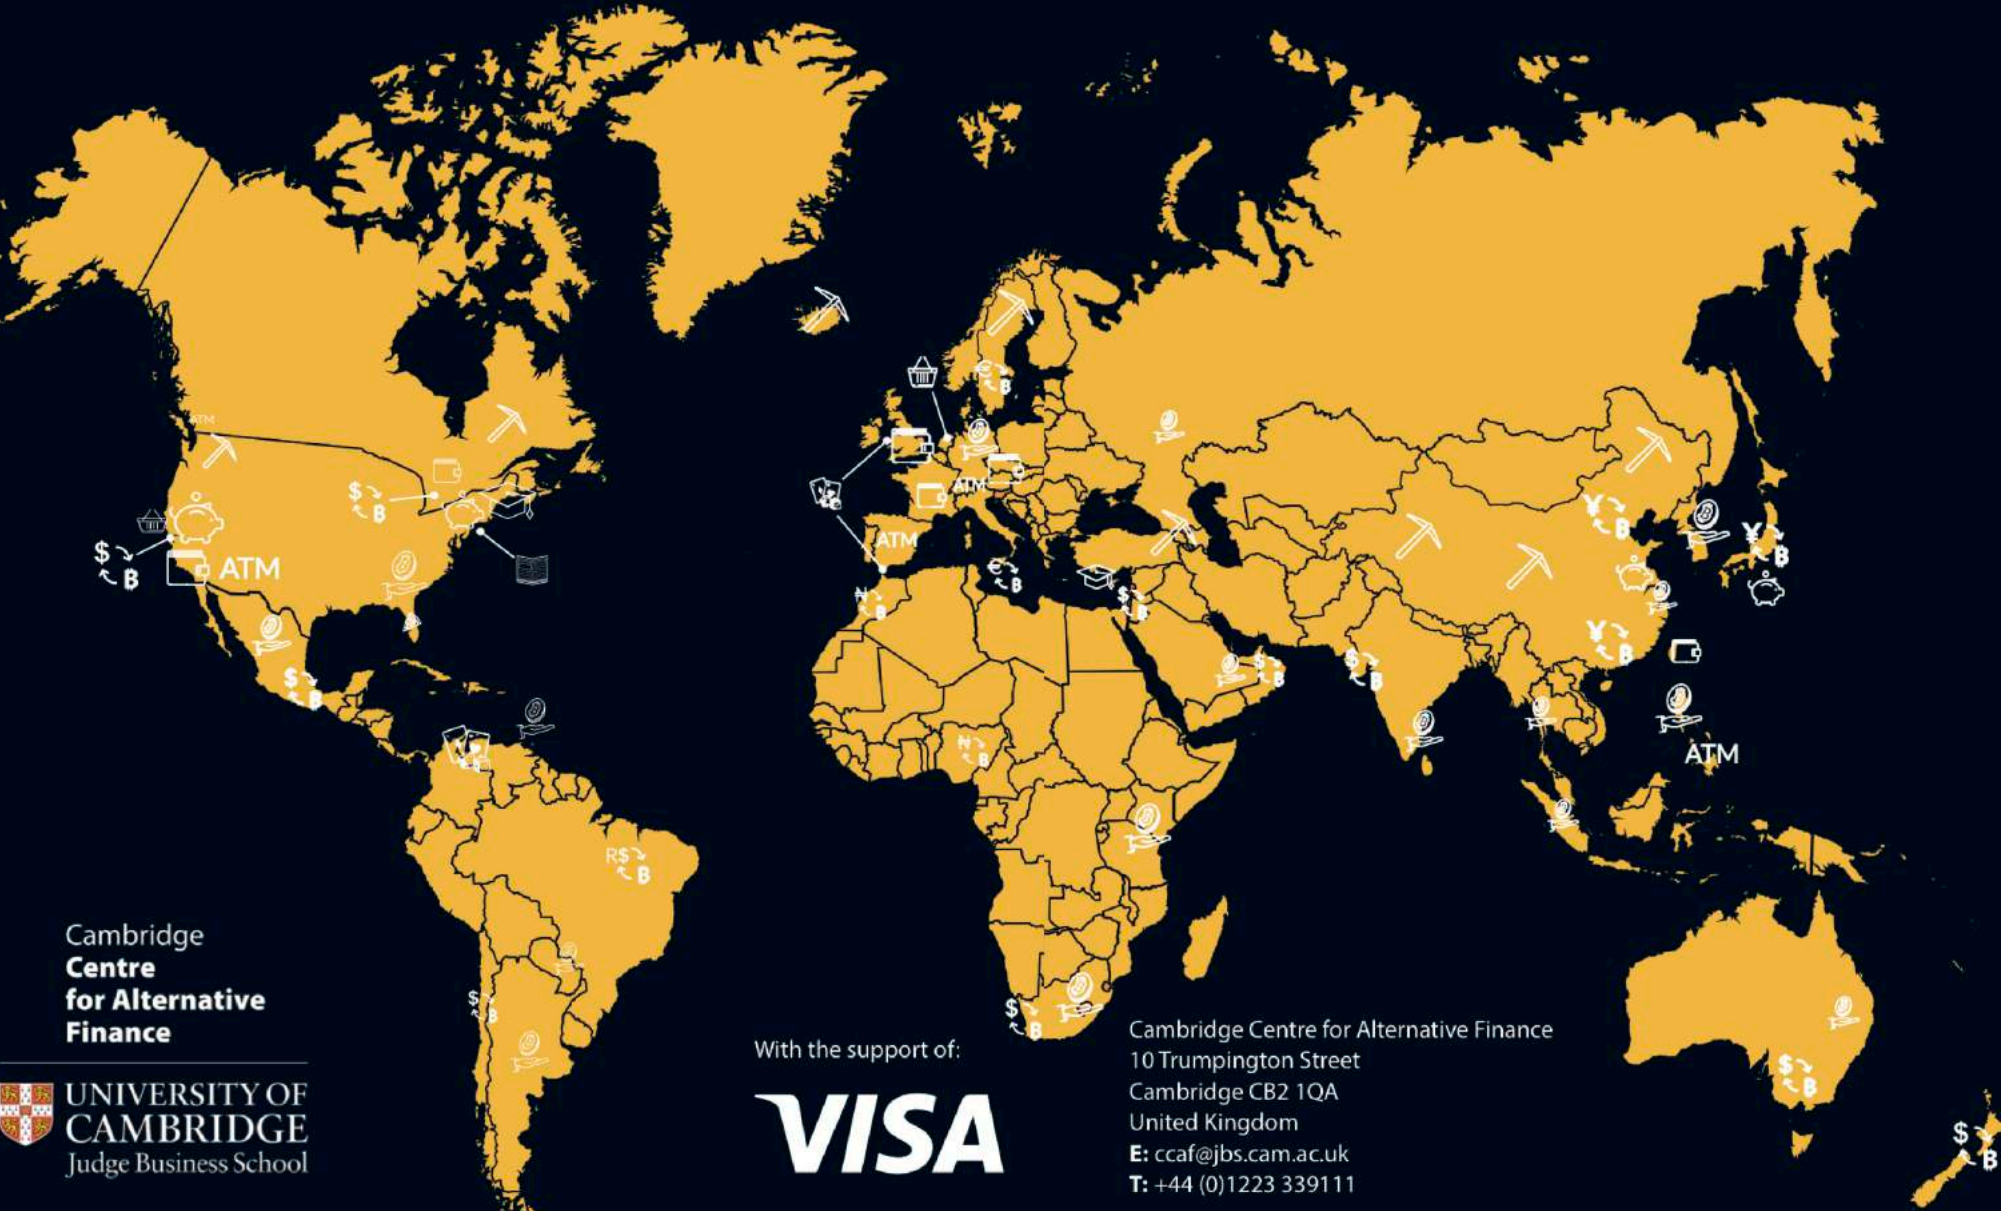 ATM
$
B
$
B
ATM
$
B
R$
B
$
B
ATM
ATM
€
B
N
B
$
B
N
B
$
B
$
B
$
B
¥
B
¥
B
¥
B
ATM
$
B
$
B
Cambridge
Centre
for Alternative
Finance
UNIVERSITY OF
CAMBRIDGE
Judge Business School
With the support of:
VISA
Cambridge Centre for Alternative Finance
10 Trumpington Street
Cambridge CB2 1QA
United Kingdom
E: ccaf@jbs.cam.ac.uk
T: +44 (0)1223 339111